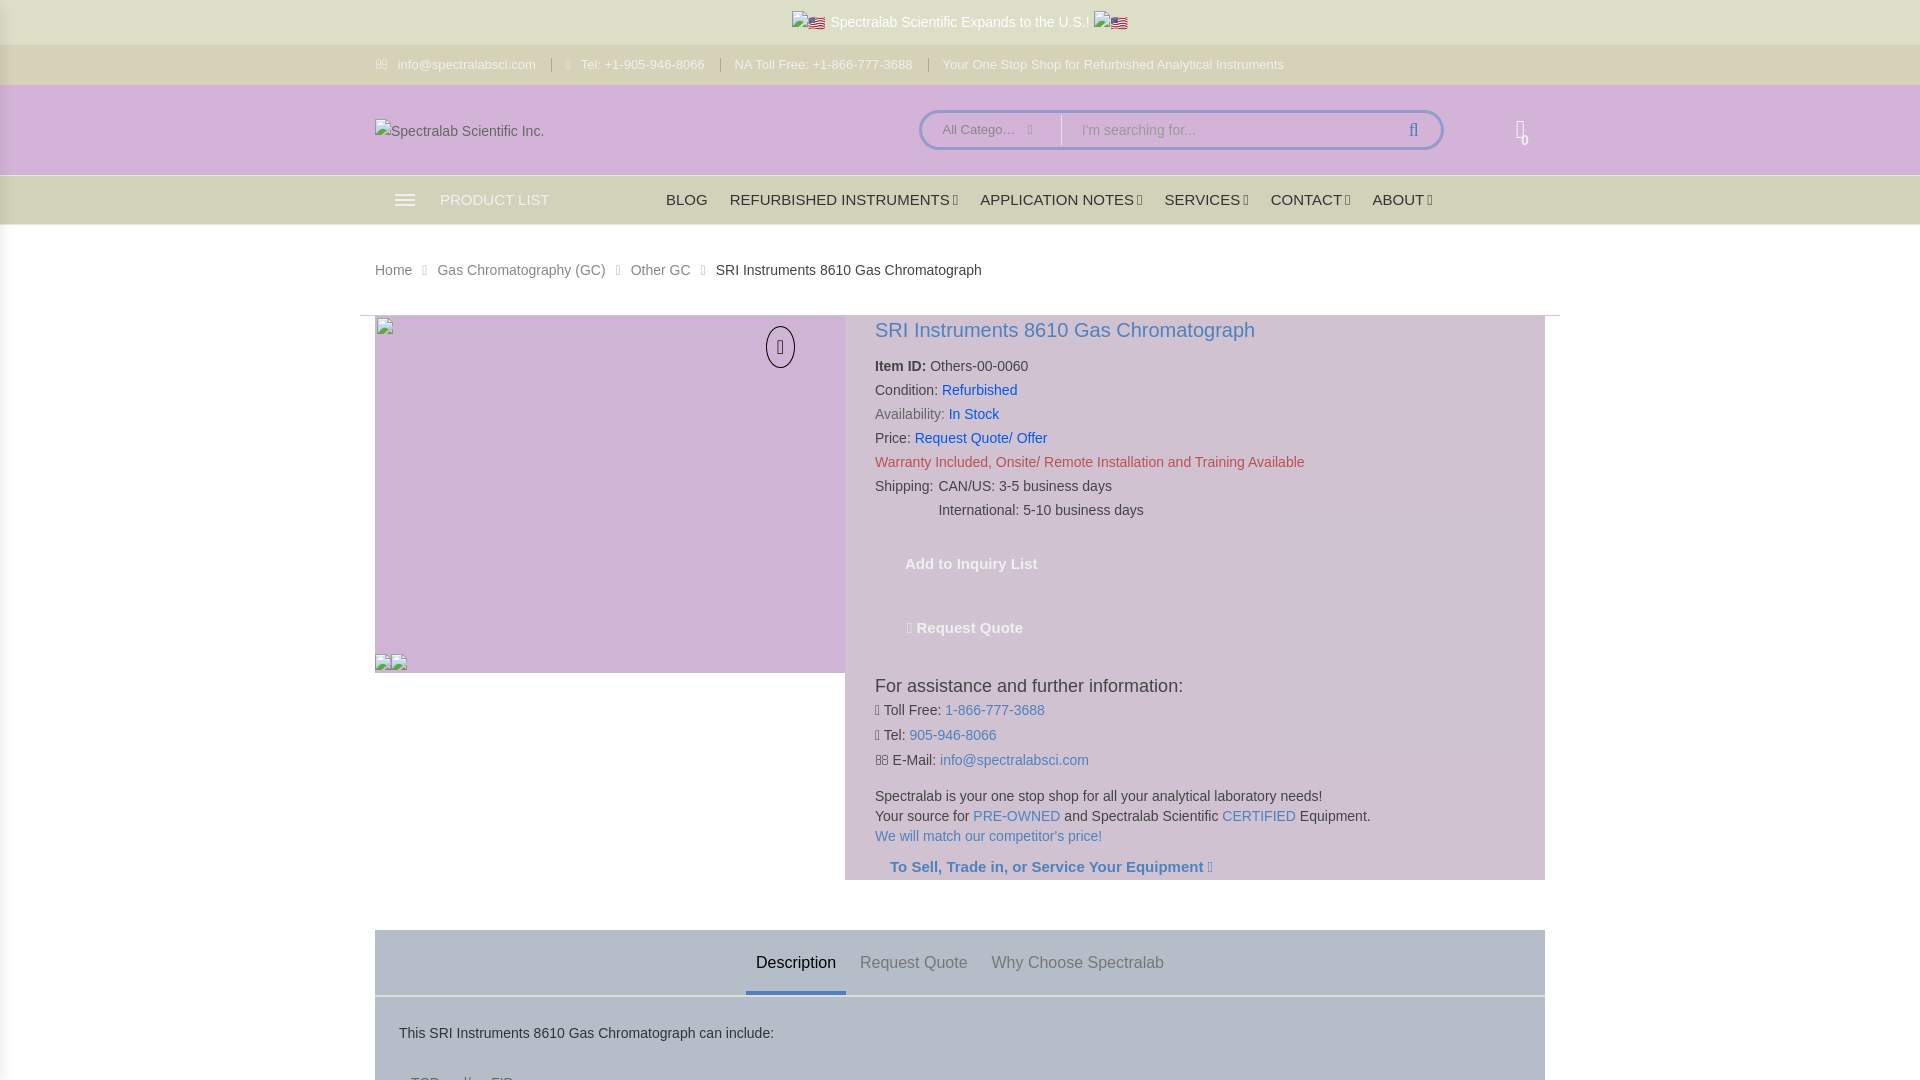 Spectralab Scientific Expands to the U.S.!
info@spectralabsci.com
Tel: +1-905-946-8066
NA Toll Free: +1-866-777-3688
Your One Stop Shop for Refurbished Analytical Instruments
Spectralab Scientific Inc.
All Catego…
I'm searching for...
0
PRODUCT LIST
BLOG
REFURBISHED INSTRUMENTS
APPLICATION NOTES
SERVICES
CONTACT
ABOUT
Home
Gas Chromatography (GC)
Other GC
SRI Instruments 8610 Gas Chromatograph
SRI Instruments 8610 Gas Chromatograph
Item ID: Others-00-0060
Condition: Refurbished
Availability: In Stock
Price: Request Quote/ Offer
Warranty Included, Onsite/ Remote Installation and Training Available
Shipping: CAN/US: 3-5 business days
International: 5-10 business days
Add to Inquiry List
Request Quote
For assistance and further information:
Toll Free: 1-866-777-3688
Tel: 905-946-8066
E-Mail: info@spectralabsci.com
Spectralab is your one stop shop for all your analytical laboratory needs!
Your source for PRE-OWNED and Spectralab Scientific CERTIFIED Equipment.
We will match our competitor's price!
To Sell, Trade in, or Service Your Equipment
Description
Request Quote
Why Choose Spectralab
This SRI Instruments 8610 Gas Chromatograph can include: